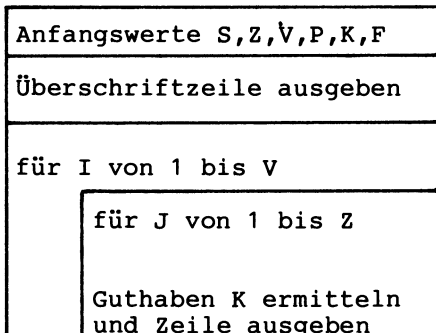 Anfangswerte S,Z,V,P,K,F
Überschriftzeile ausgeben
für I von 1 bis V
für J von 1 bis Z
Guthaben K ermitteln
und Zeile ausgeben